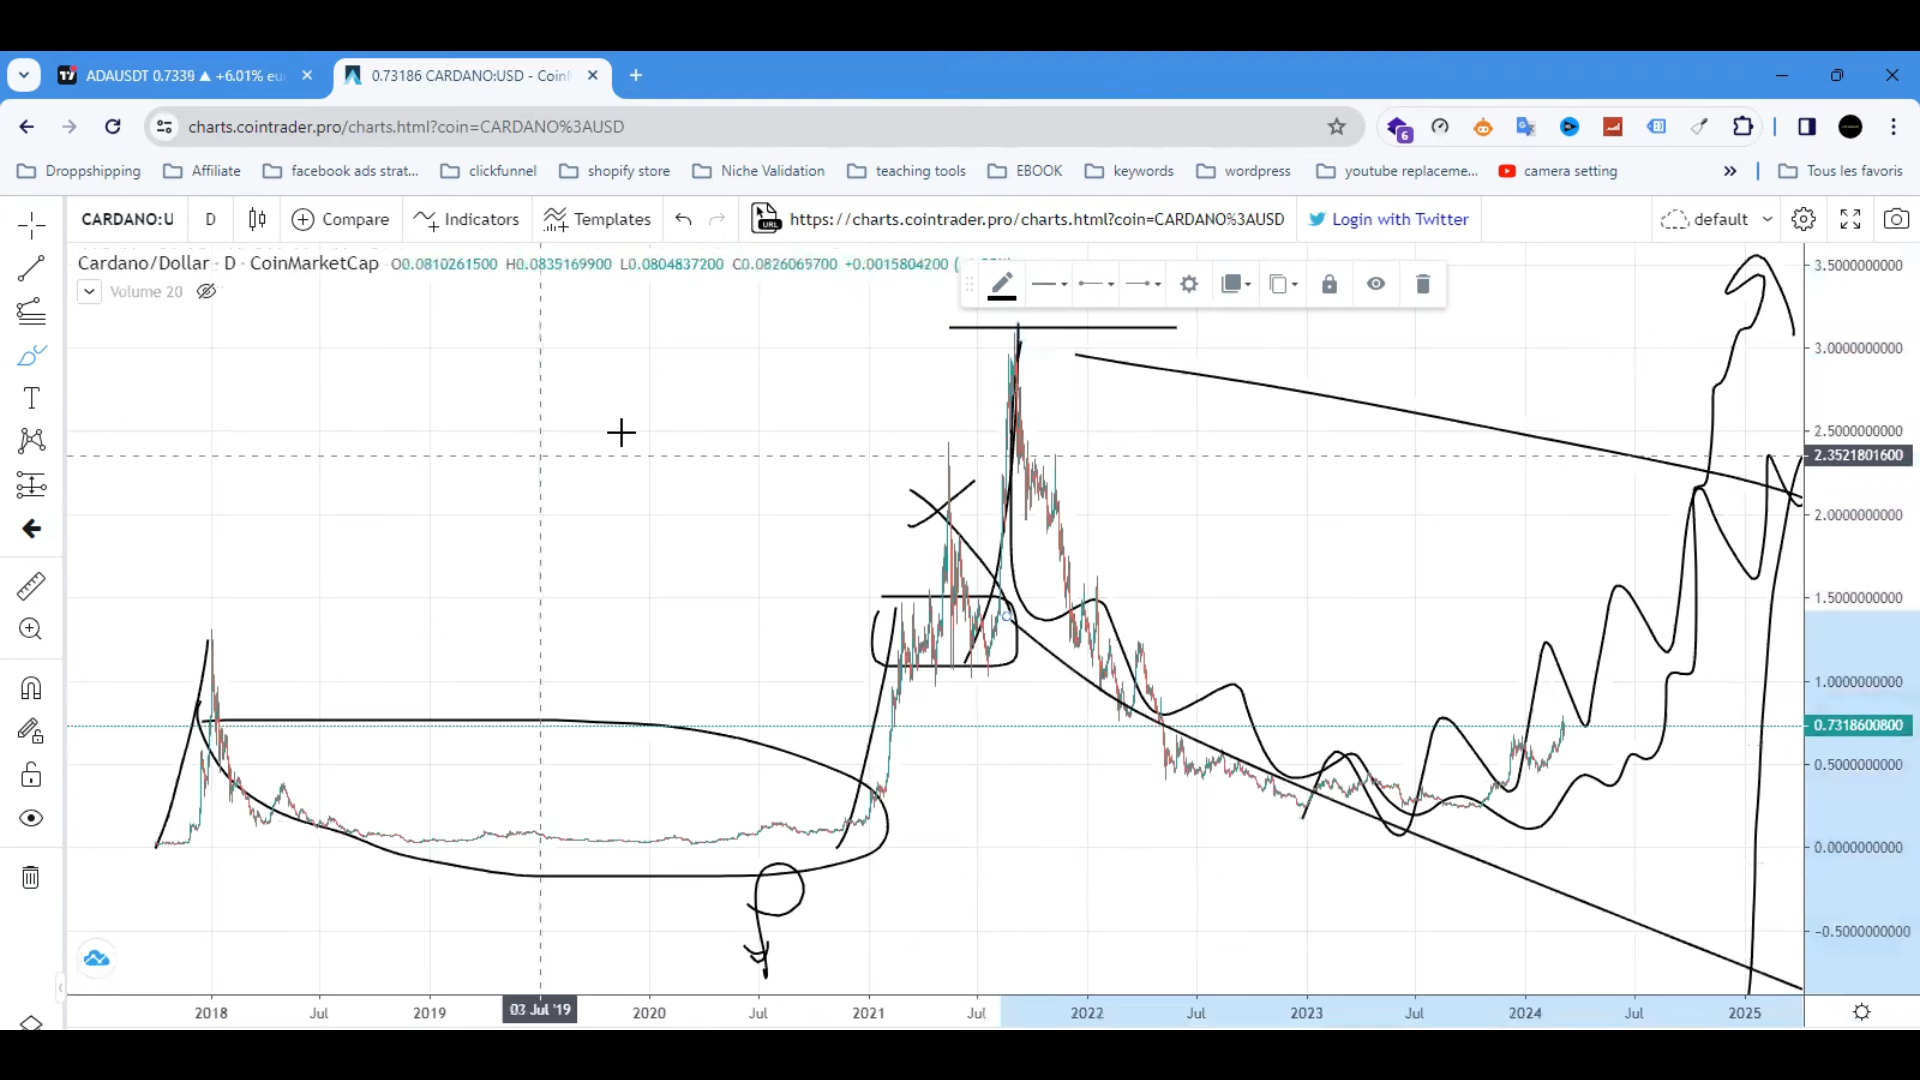 ADAUSDT 0.7339 ▲ +6.01% eu
0.73186 CARDANO:USD - Coin
charts.cointrader.pro/charts.html?coin=CARDANO%3AUSD
6
Droppshipping Affiliate facebook ads strat... clickfunnel shopify store Niche Validation teaching tools EBOOK keywords wordpress youtube replaceme... camera setting » Tous les favoris
CARDANO:U D Compare Indicators Templates URL https://charts.cointrader.pro/charts.html?coin=CARDANO%3AUSD Login with Twitter default
Cardano/Dollar · D · CoinMarketCap O0.0810261500 H0.0835169900 L0.0804837200 C0.0826065700 +0.0015804200
Volume 20
3.5000000000
3.0000000000
2.5000000000
2.3521801600
2.0000000000
1.5000000000
1.0000000000
0.7318600800
0.5000000000
0.0000000000
-0.5000000000
2018 Jul 2019 03 Jul '19 2020 Jul 2021 Jul 2022 Jul 2023 Jul 2024 Jul 2025